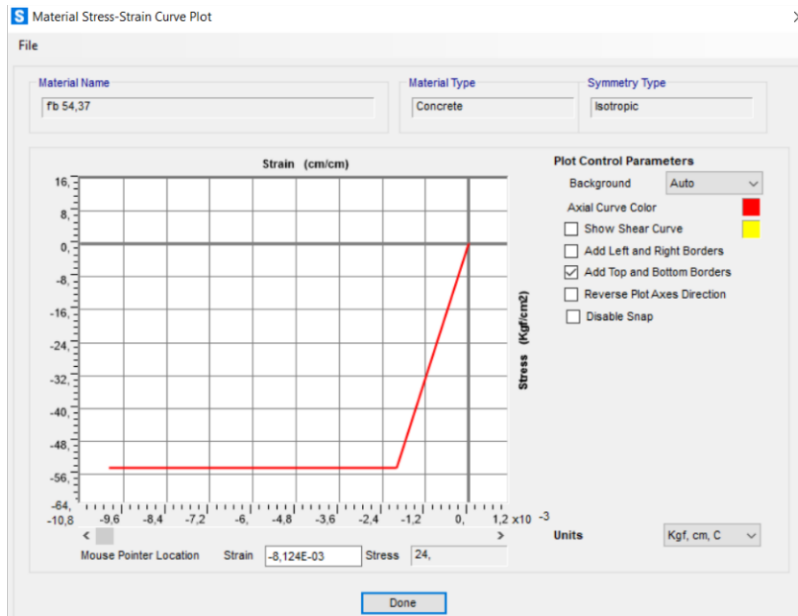 S Material Stress-Strain Curve Plot
File
Material Name
f'b 54,37
Material Type
Concrete
Symmetry Type
Isotropic
Strain (cm/cm)
16,
8,
0,
-8,
-16,
-24,
-32,
-40,
-48,
-56,
-64,
-10,8 -9,6 -8,4 -7,2 -6, -4,8 -3,6 -2,4 -1,2 0, 1,2 x10 -3
Stress (Kgf/cm2)
Mouse Pointer Location Strain -8,124E-03 Stress 24,
Plot Control Parameters
Background Auto
Axial Curve Color
Show Shear Curve
Add Left and Right Borders
Add Top and Bottom Borders
Reverse Plot Axes Direction
Disable Snap
Units Kgf, cm, C
Done